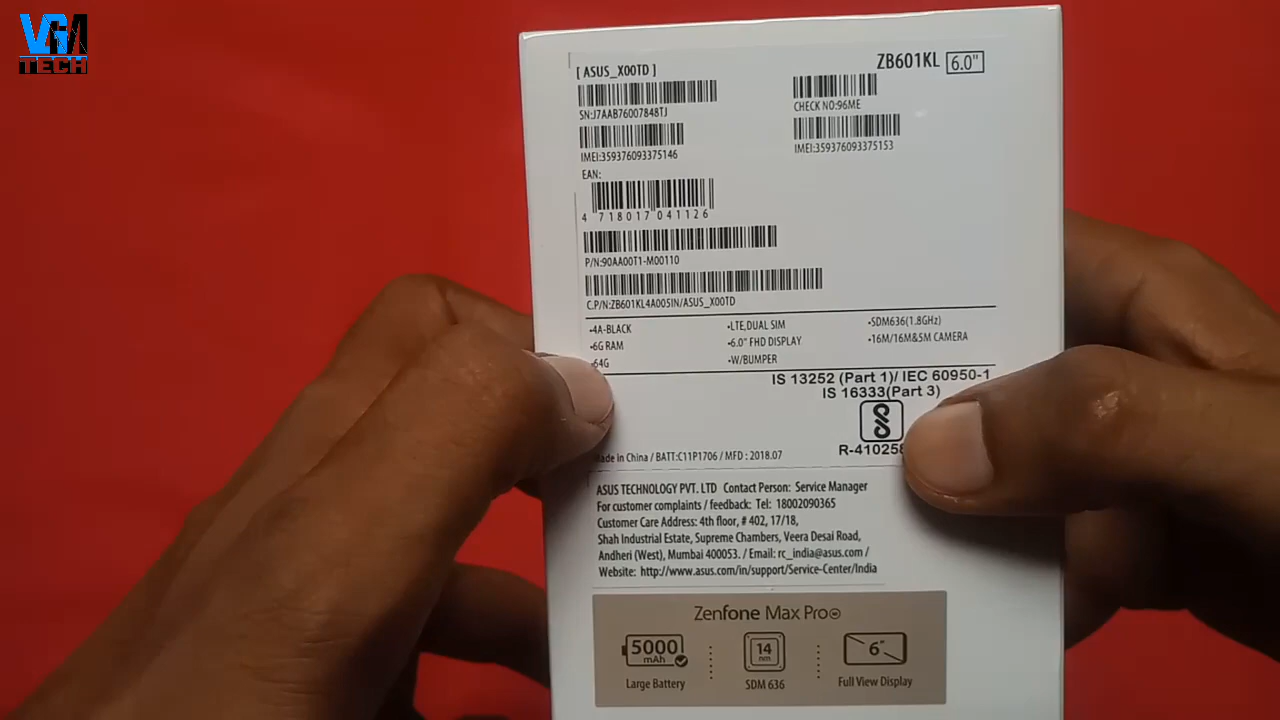 VGM
TECH
[ ASUS_X00TD ]
ZB601KL 6.0"
SN:J7AAB76007848TJ
CHECK NO:96ME
IMEI:359376093375146
IMEI:359376093375153
EAN:
4 718017 041126
P/N:90AA00T1-M00110
C.P/N:ZB601KL4A005IN/ASUS_X00TD
•4A-BLACK •LTE,DUAL SIM •SDM636(1.8GHz)
•6G RAM •6.0" FHD DISPLAY •16M/16M&5M CAMERA
•64G •W/BUMPER
IS 13252 (Part 1)/ IEC 60950-1
IS 16333(Part 3)
R-410258
ade in China / BATT:C11P1706 / MFD : 2018.07
ASUS TECHNOLOGY PVT. LTD Contact Person: Service Manager
For customer complaints / feedback: Tel: 18002090365
Customer Care Address: 4th floor, # 402, 17/18,
Shah Industrial Estate, Supreme Chambers, Veera Desai Road,
Andheri (West), Mumbai 400053. / Email: rc_india@asus.com /
Website: http://www.asus.com/in/support/Service-Center/India
Zenfone Max Pro M1
5000 mAh
14 nm
6"
Large Battery
SDM 636
Full View Display